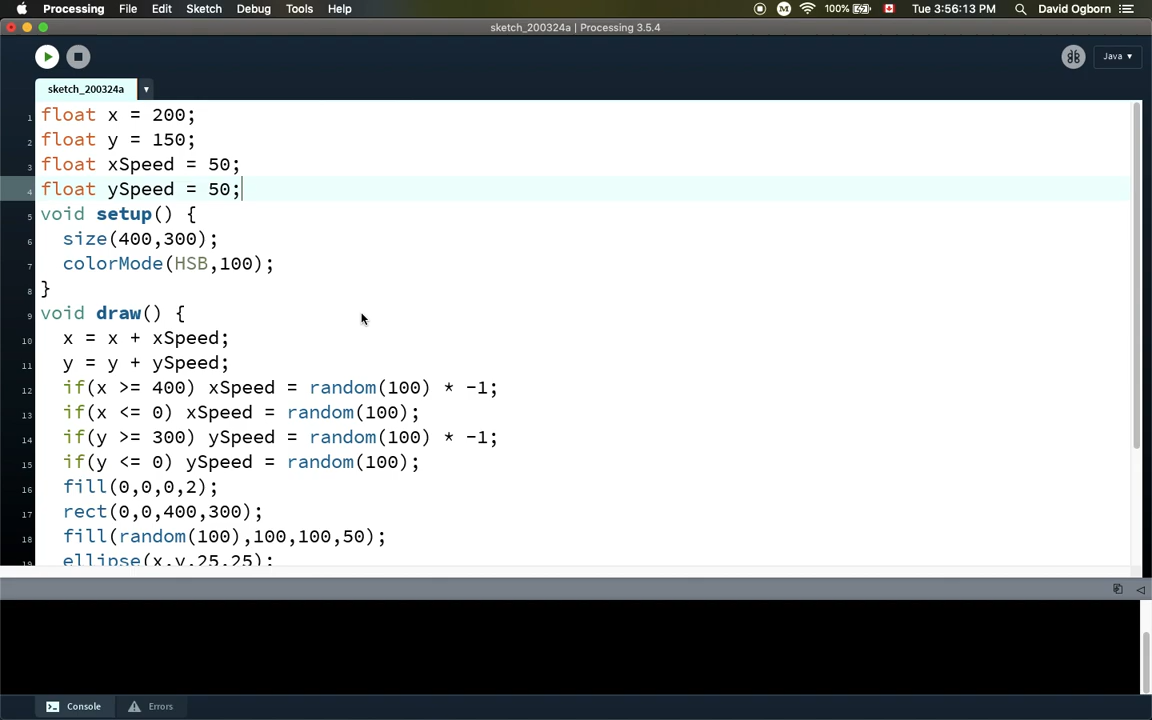 Processing File Edit Sketch Debug Tools Help M 100% Tue 3:56:13 PM David Ogborn
sketch_200324a | Processing 3.5.4
Java ▾
sketch_200324a ▾
1 float x = 200;
2 float y = 150;
3 float xSpeed = 50;
4 float ySpeed = 50;
5 void setup() {
6 size(400,300);
7 colorMode(HSB,100);
8 }
9 void draw() {
10 x = x + xSpeed;
11 y = y + ySpeed;
12 if(x >= 400) xSpeed = random(100) * -1;
13 if(x <= 0) xSpeed = random(100);
14 if(y >= 300) ySpeed = random(100) * -1;
15 if(y <= 0) ySpeed = random(100);
16 fill(0,0,0,2);
17 rect(0,0,400,300);
18 fill(random(100),100,100,50);
19 ellipse(x,y,25,25);
Console Errors